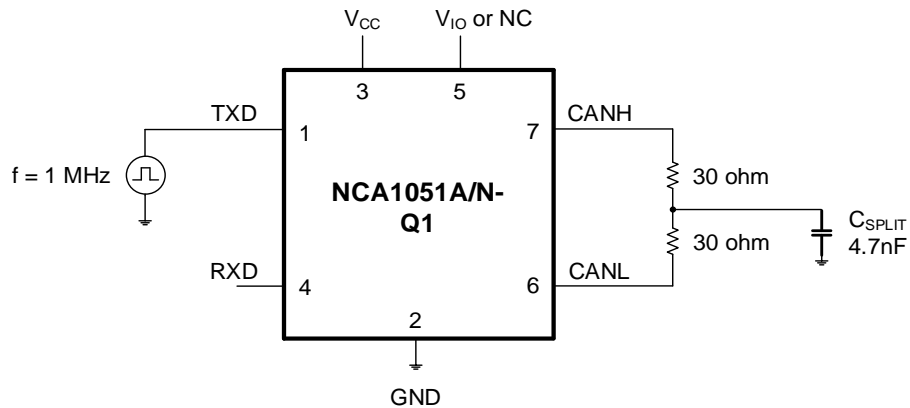 V_CC
V_IO or NC
3
5
TXD
1
7
CANH
f = 1 MHz
30 ohm
NCA1051A/N-
Q1
C_SPLIT
4.7nF
30 ohm
RXD
4
6
CANL
2
GND